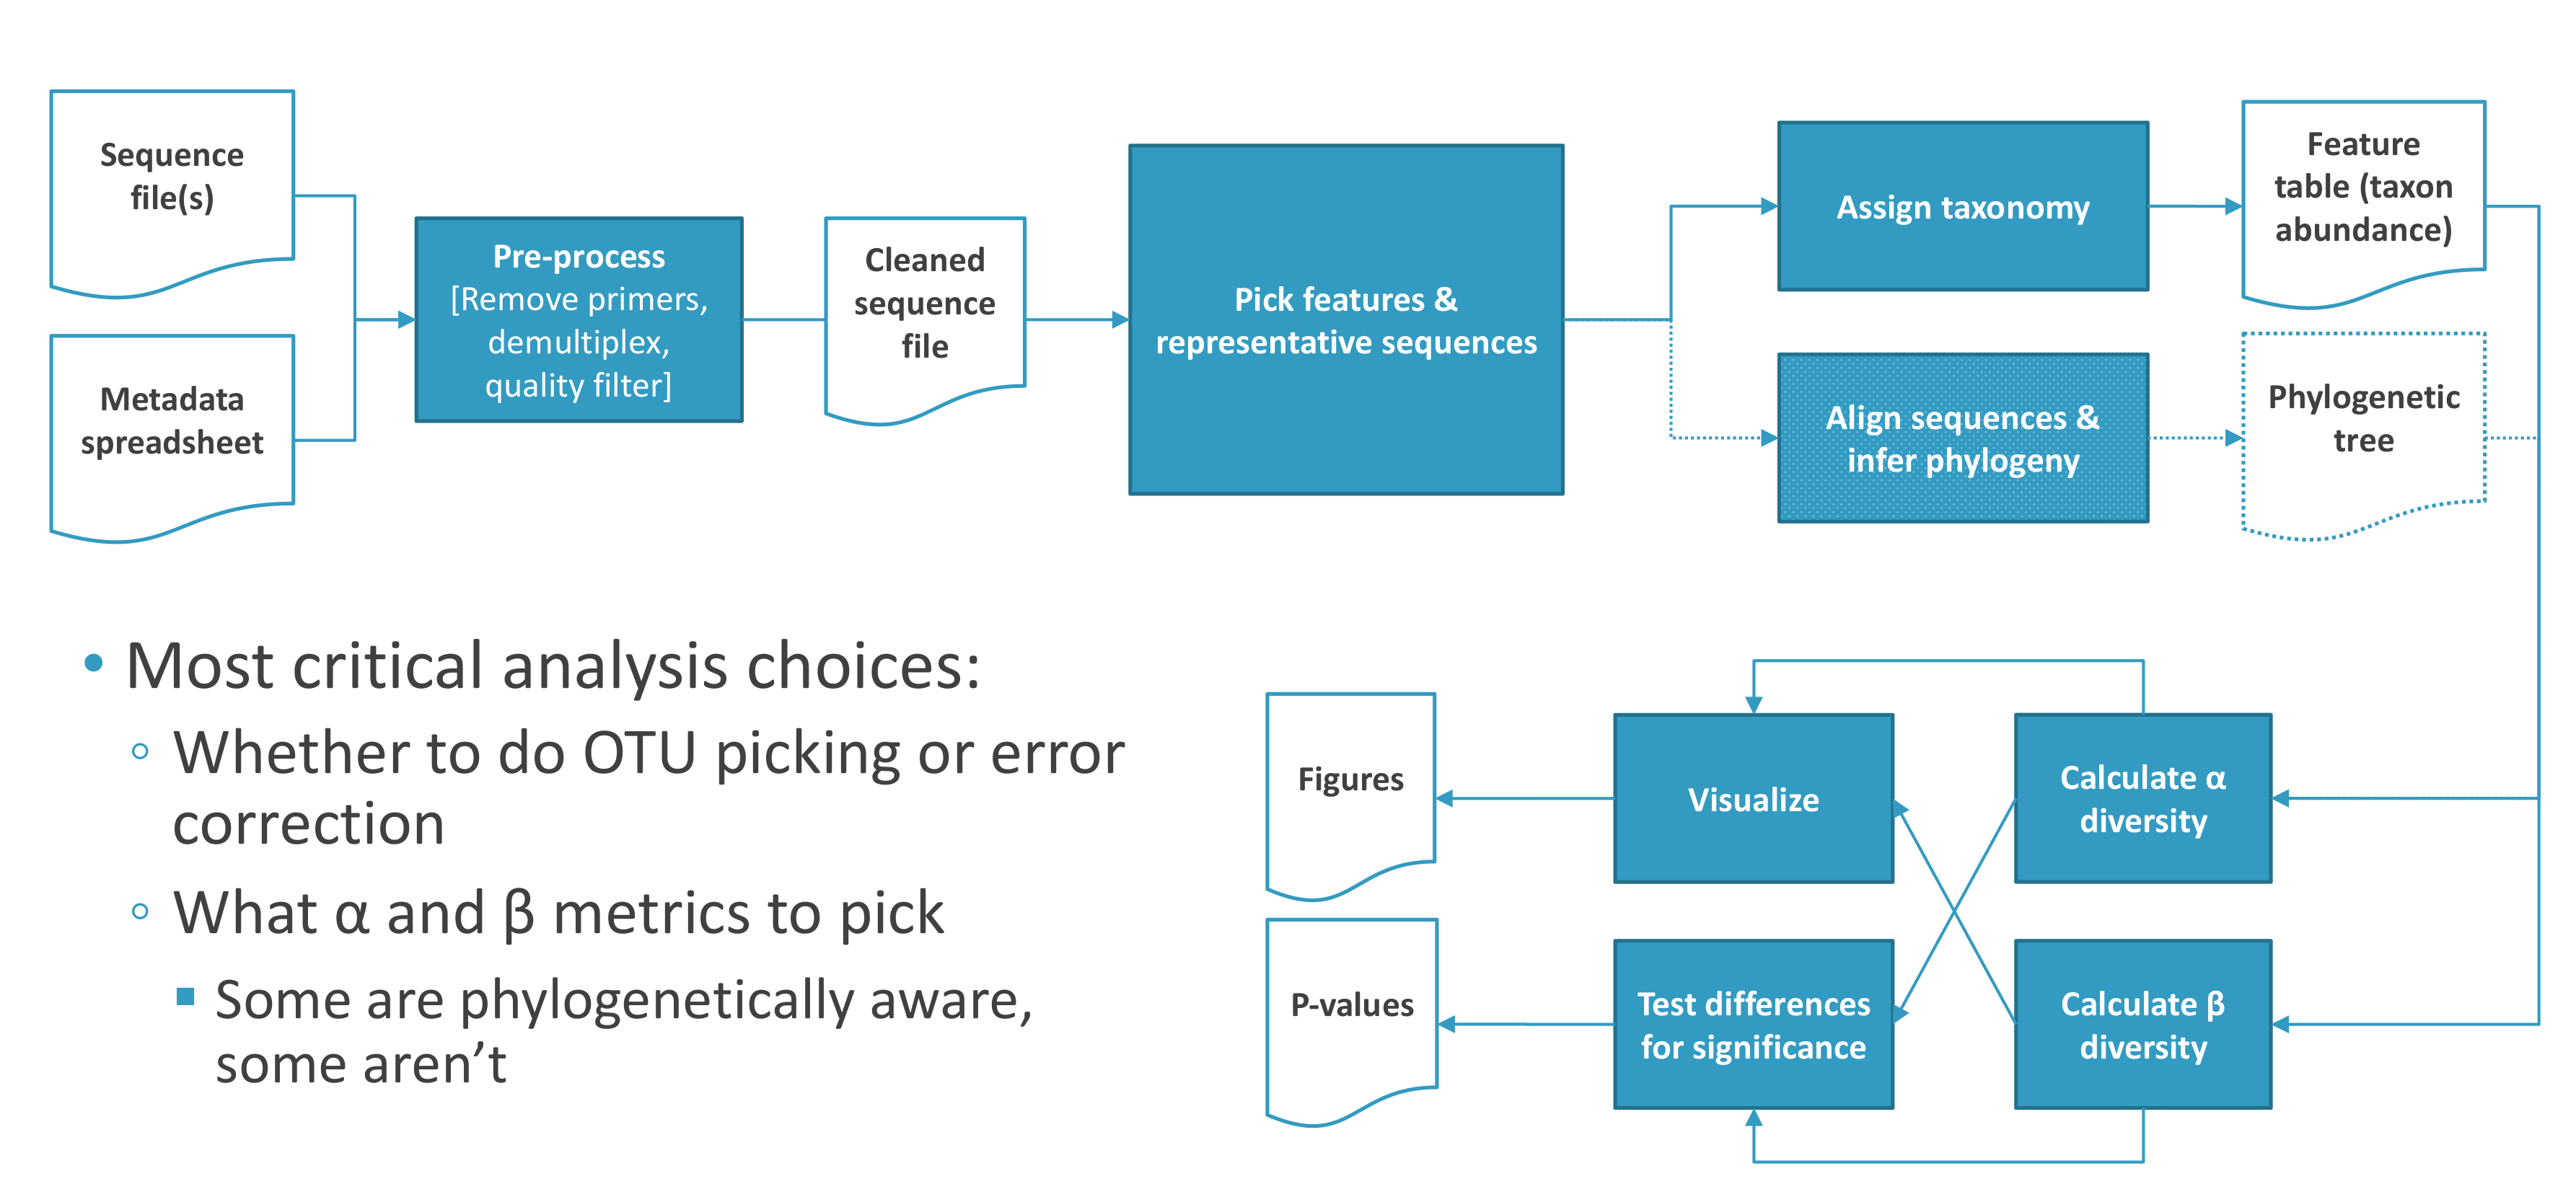 Sequence
file(s)
Metadata
spreadsheet
Pre-process
[Remove primers,
demultiplex,
quality filter]
Cleaned
sequence
file
Pick features &
representative sequences
Assign taxonomy
Align sequences &
infer phylogeny
Feature
table (taxon
abundance)
Phylogenetic
tree
• Most critical analysis choices:
◦ Whether to do OTU picking or error
correction
◦ What α and β metrics to pick
▪ Some are phylogenetically aware,
some aren’t
Figures
P-values
Visualize
Test differences
for significance
Calculate α
diversity
Calculate β
diversity